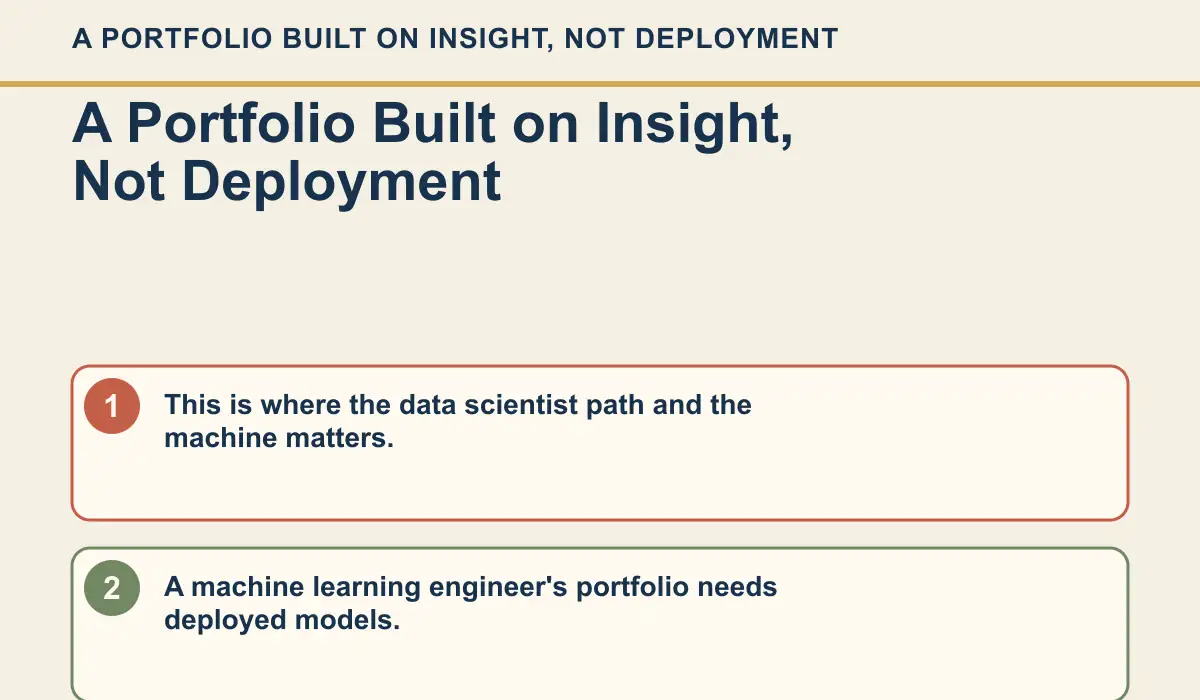 A PORTFOLIO BUILT ON INSIGHT, NOT DEPLOYMENT
A Portfolio Built on Insight,
Not Deployment
1
This is where the data scientist path and the
machine matters.
2
A machine learning engineer's portfolio needs
deployed models.